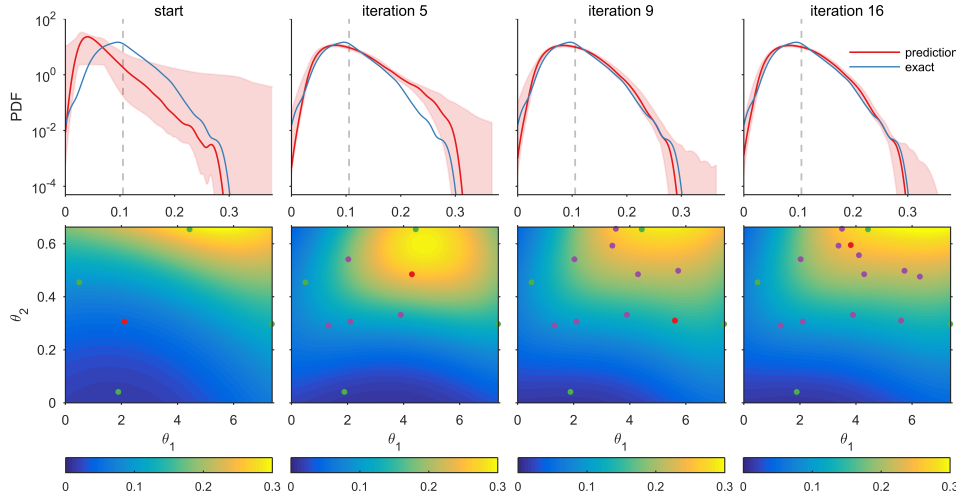 start iteration 5 iteration 9 iteration 16
10^2
10^0
10^-2
10^-4
PDF
prediction
exact
0 0.1 0.2 0.3 0 0.1 0.2 0.3 0 0.1 0.2 0.3 0 0.1 0.2 0.3
0.6
0.4
0.2
0
θ_2
0 2 4 6 0 2 4 6 0 2 4 6 0 2 4 6
θ_1 θ_1 θ_1 θ_1
0 0.1 0.2 0.3 0 0.1 0.2 0.3 0 0.1 0.2 0.3 0 0.1 0.2 0.3